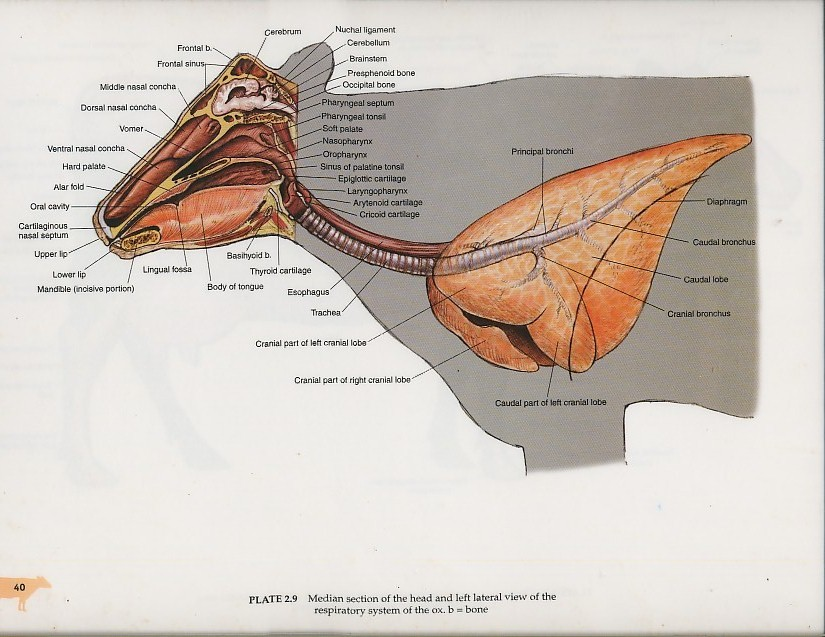 Cerebrum
Nuchal ligament
Cerebellum
Frontal b.
Frontal sinus
Brainstem
Presphenoid bone
Occipital bone
Middle nasal concha
Dorsal nasal concha
Pharyngeal septum
Pharyngeal tonsil
Vomer
Soft palate
Nasopharynx
Ventral nasal concha
Oropharynx
Principal bronchi
Hard palate
Sinus of palatine tonsil
Epiglottic cartilage
Alar fold
Laryngopharynx
Arytenoid cartilage
Diaphragm
Oral cavity
Cricoid cartilage
Cartilaginous
nasal septum
Caudal bronchus
Upper lip
Basihyoid b.
Lower lip
Lingual fossa
Thyroid cartilage
Caudal lobe
Mandible (incisive portion)
Body of tongue
Esophagus
Trachea
Cranial bronchus
Cranial part of left cranial lobe
Cranial part of right cranial lobe
Caudal part of left cranial lobe
40
PLATE 2.9 Median section of the head and left lateral view of the
respiratory system of the ox. b = bone